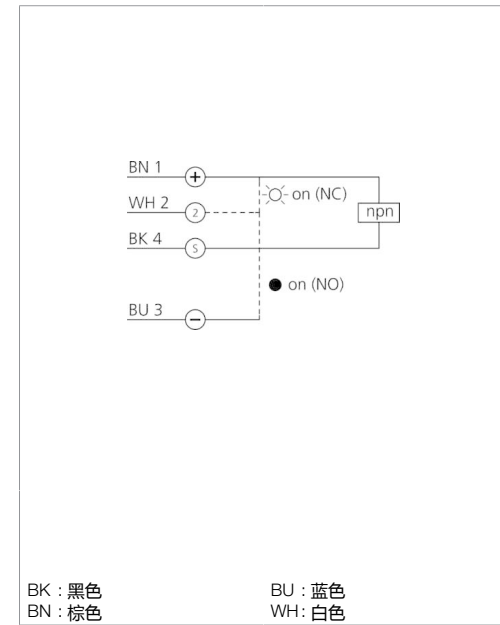 BN 1
+
on (NC)
WH 2
2
npn
BK 4
S
on (NO)
BU 3
−
BK : 黑色
BU : 蓝色
BN : 棕色
WH : 白色